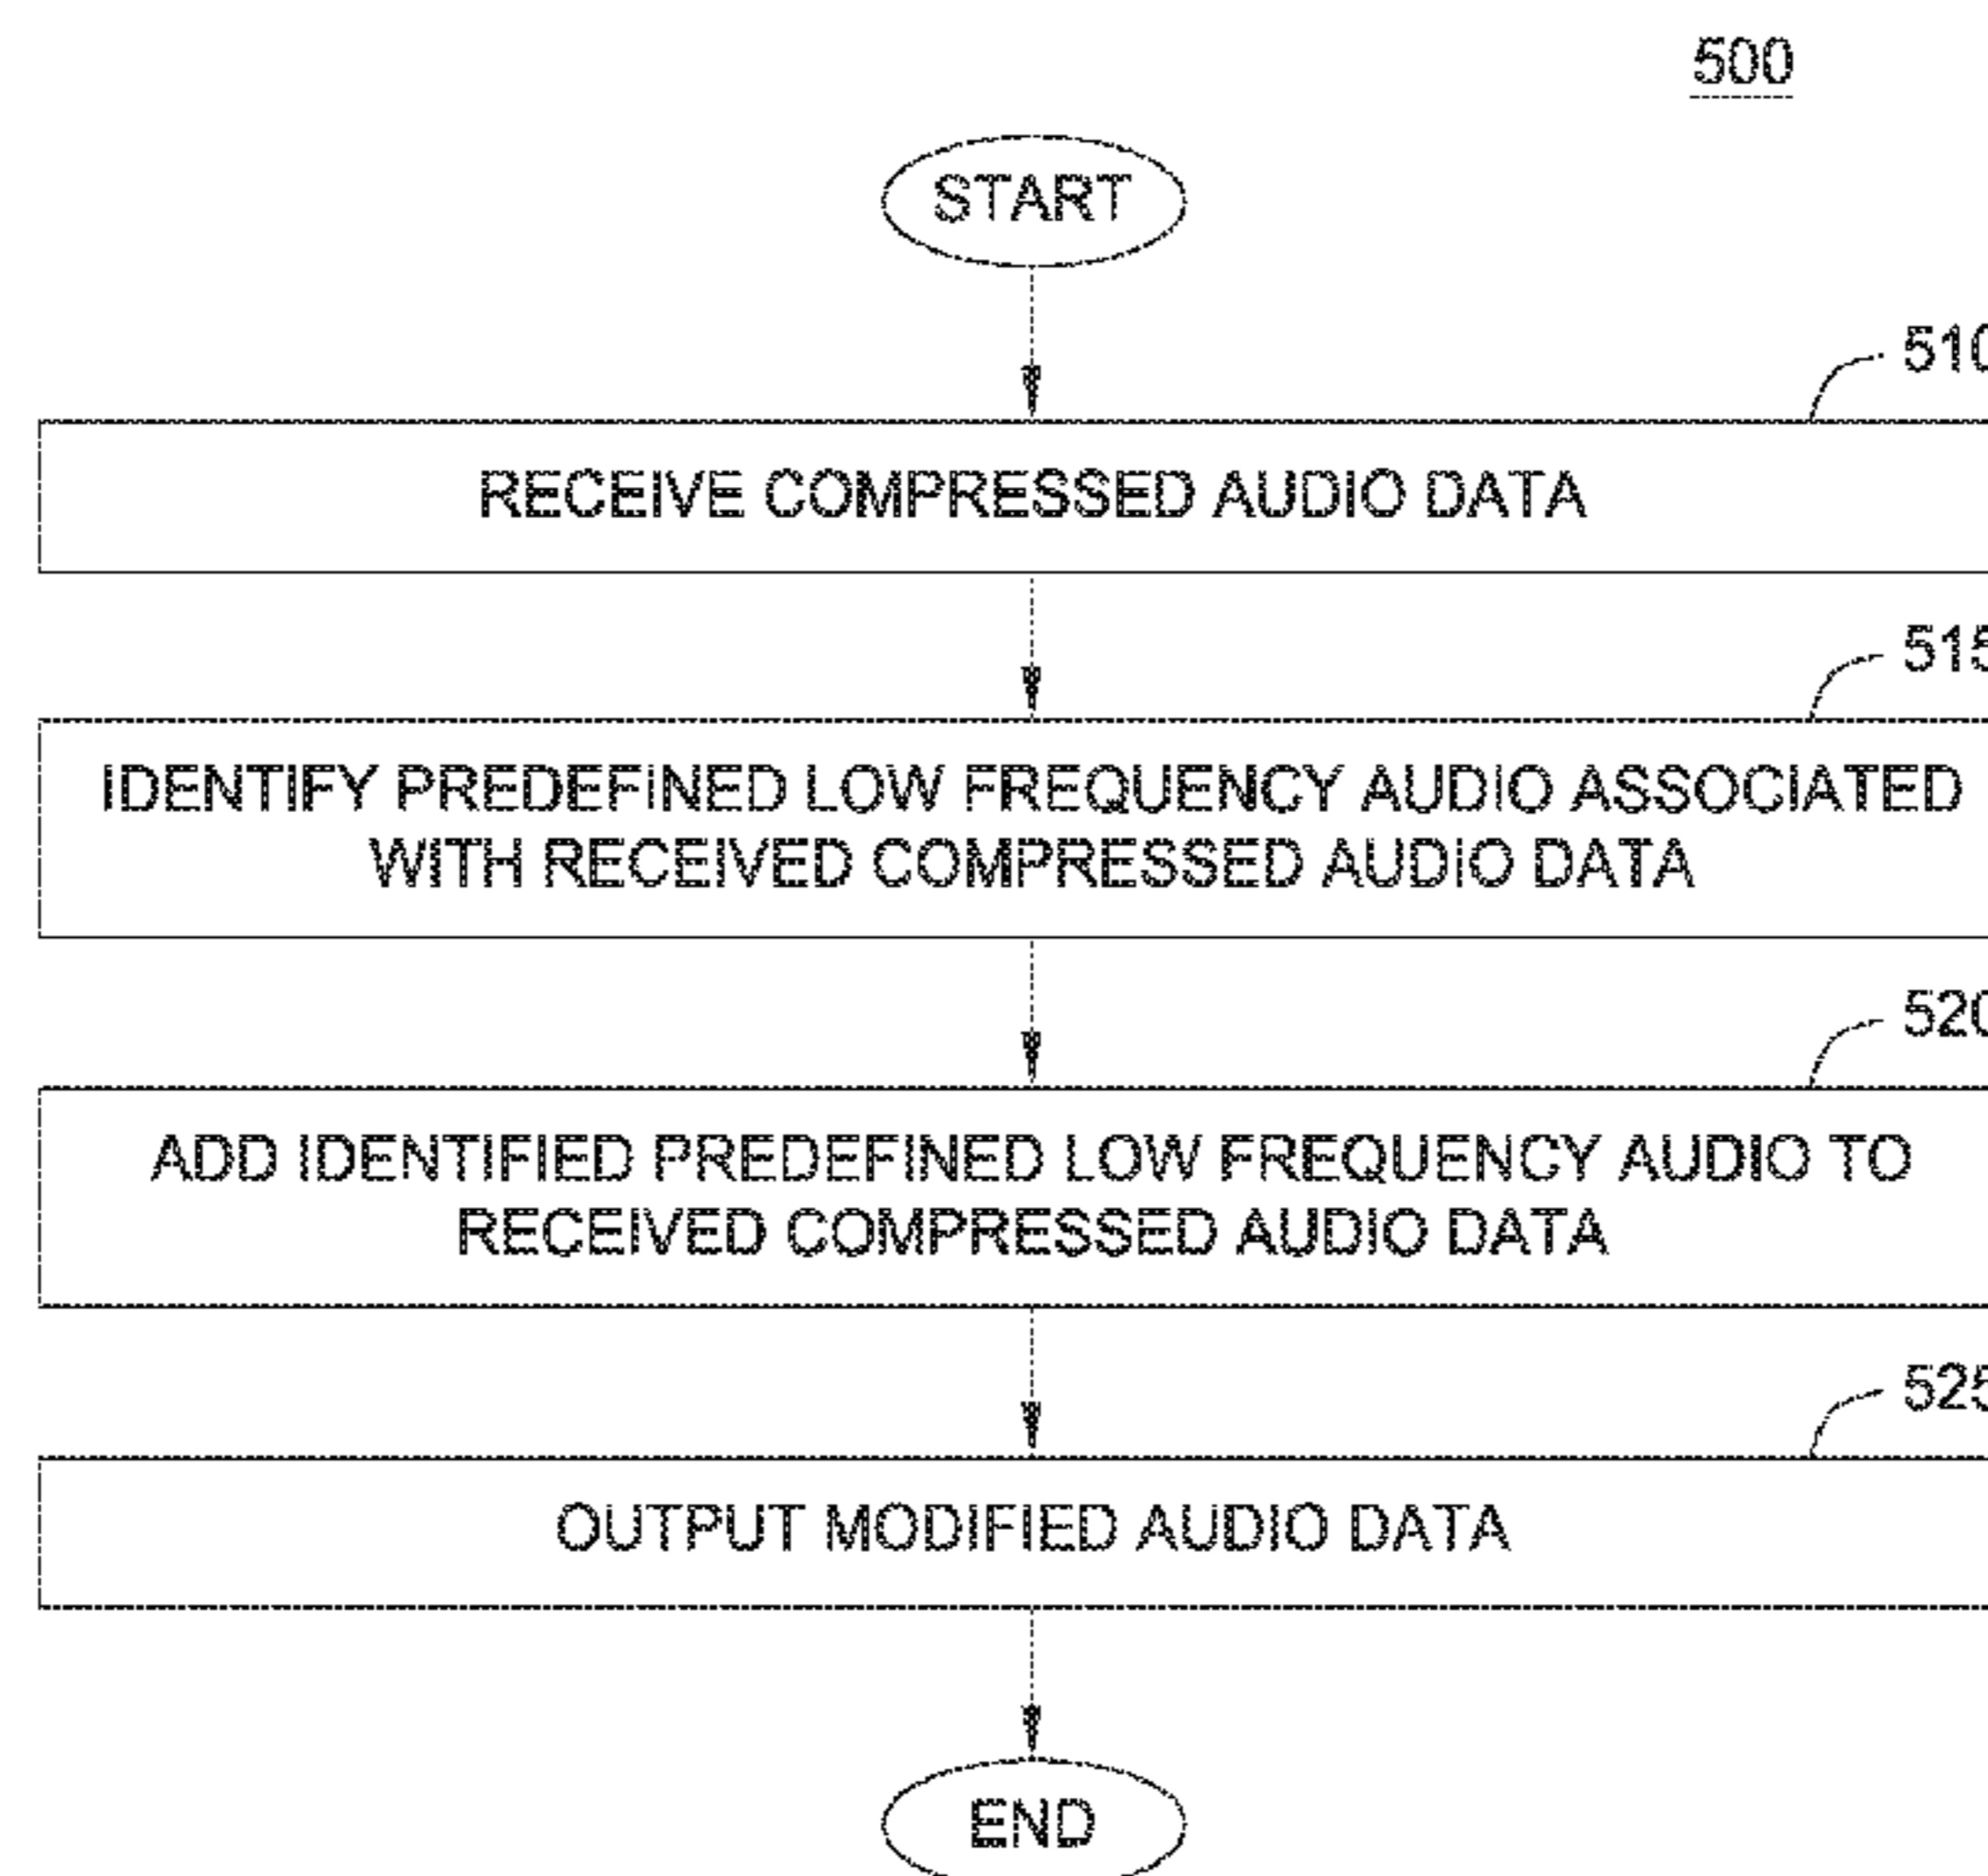 500
START
510
RECEIVE COMPRESSED AUDIO DATA
515
IDENTIFY PREDEFINED LOW FREQUENCY AUDIO ASSOCIATED
WITH RECEIVED COMPRESSED AUDIO DATA
520
ADD IDENTIFIED PREDEFINED LOW FREQUENCY AUDIO TO
RECEIVED COMPRESSED AUDIO DATA
525
OUTPUT MODIFIED AUDIO DATA
END